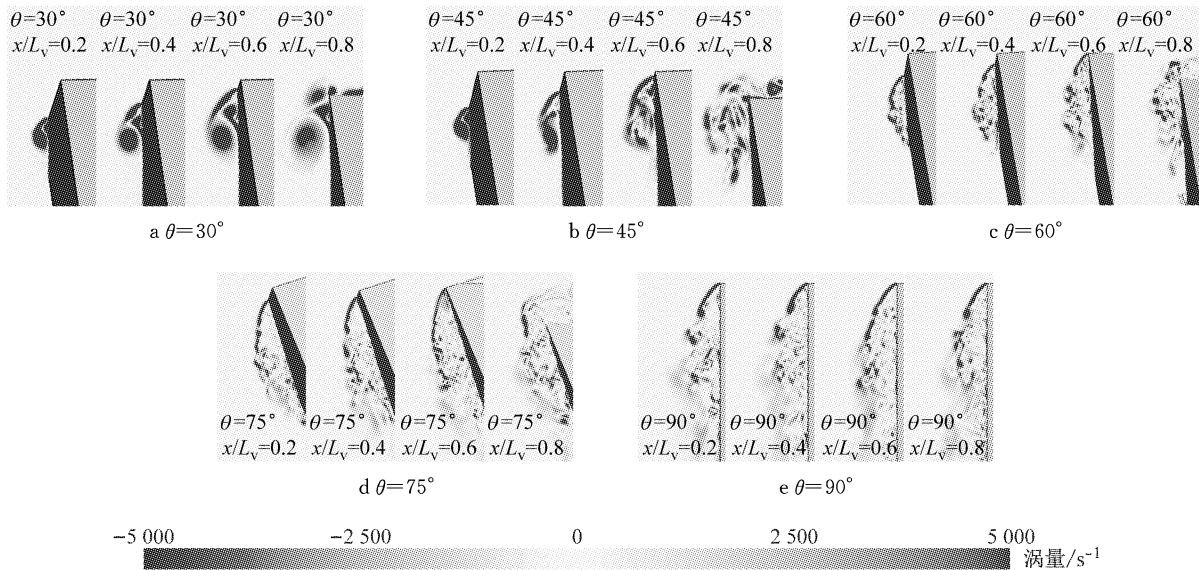 θ=30° θ=30° θ=30° θ=30°
x/Lv=0.2 x/Lv=0.4 x/Lv=0.6 x/Lv=0.8
a θ=30°
θ=45° θ=45° θ=45° θ=45°
x/Lv=0.2 x/Lv=0.4 x/Lv=0.6 x/Lv=0.8
b θ=45°
θ=60° θ=60° θ=60° θ=60°
x/Lv=0.2 x/Lv=0.4 x/Lv=0.6 x/Lv=0.8
c θ=60°
θ=75° θ=75° θ=75° θ=75°
x/Lv=0.2 x/Lv=0.4 x/Lv=0.6 x/Lv=0.8
d θ=75°
θ=90° θ=90° θ=90° θ=90°
x/Lv=0.2 x/Lv=0.4 x/Lv=0.6 x/Lv=0.8
e θ=90°
−5 000 −2 500 0 2 500 5 000
涡量/s⁻¹